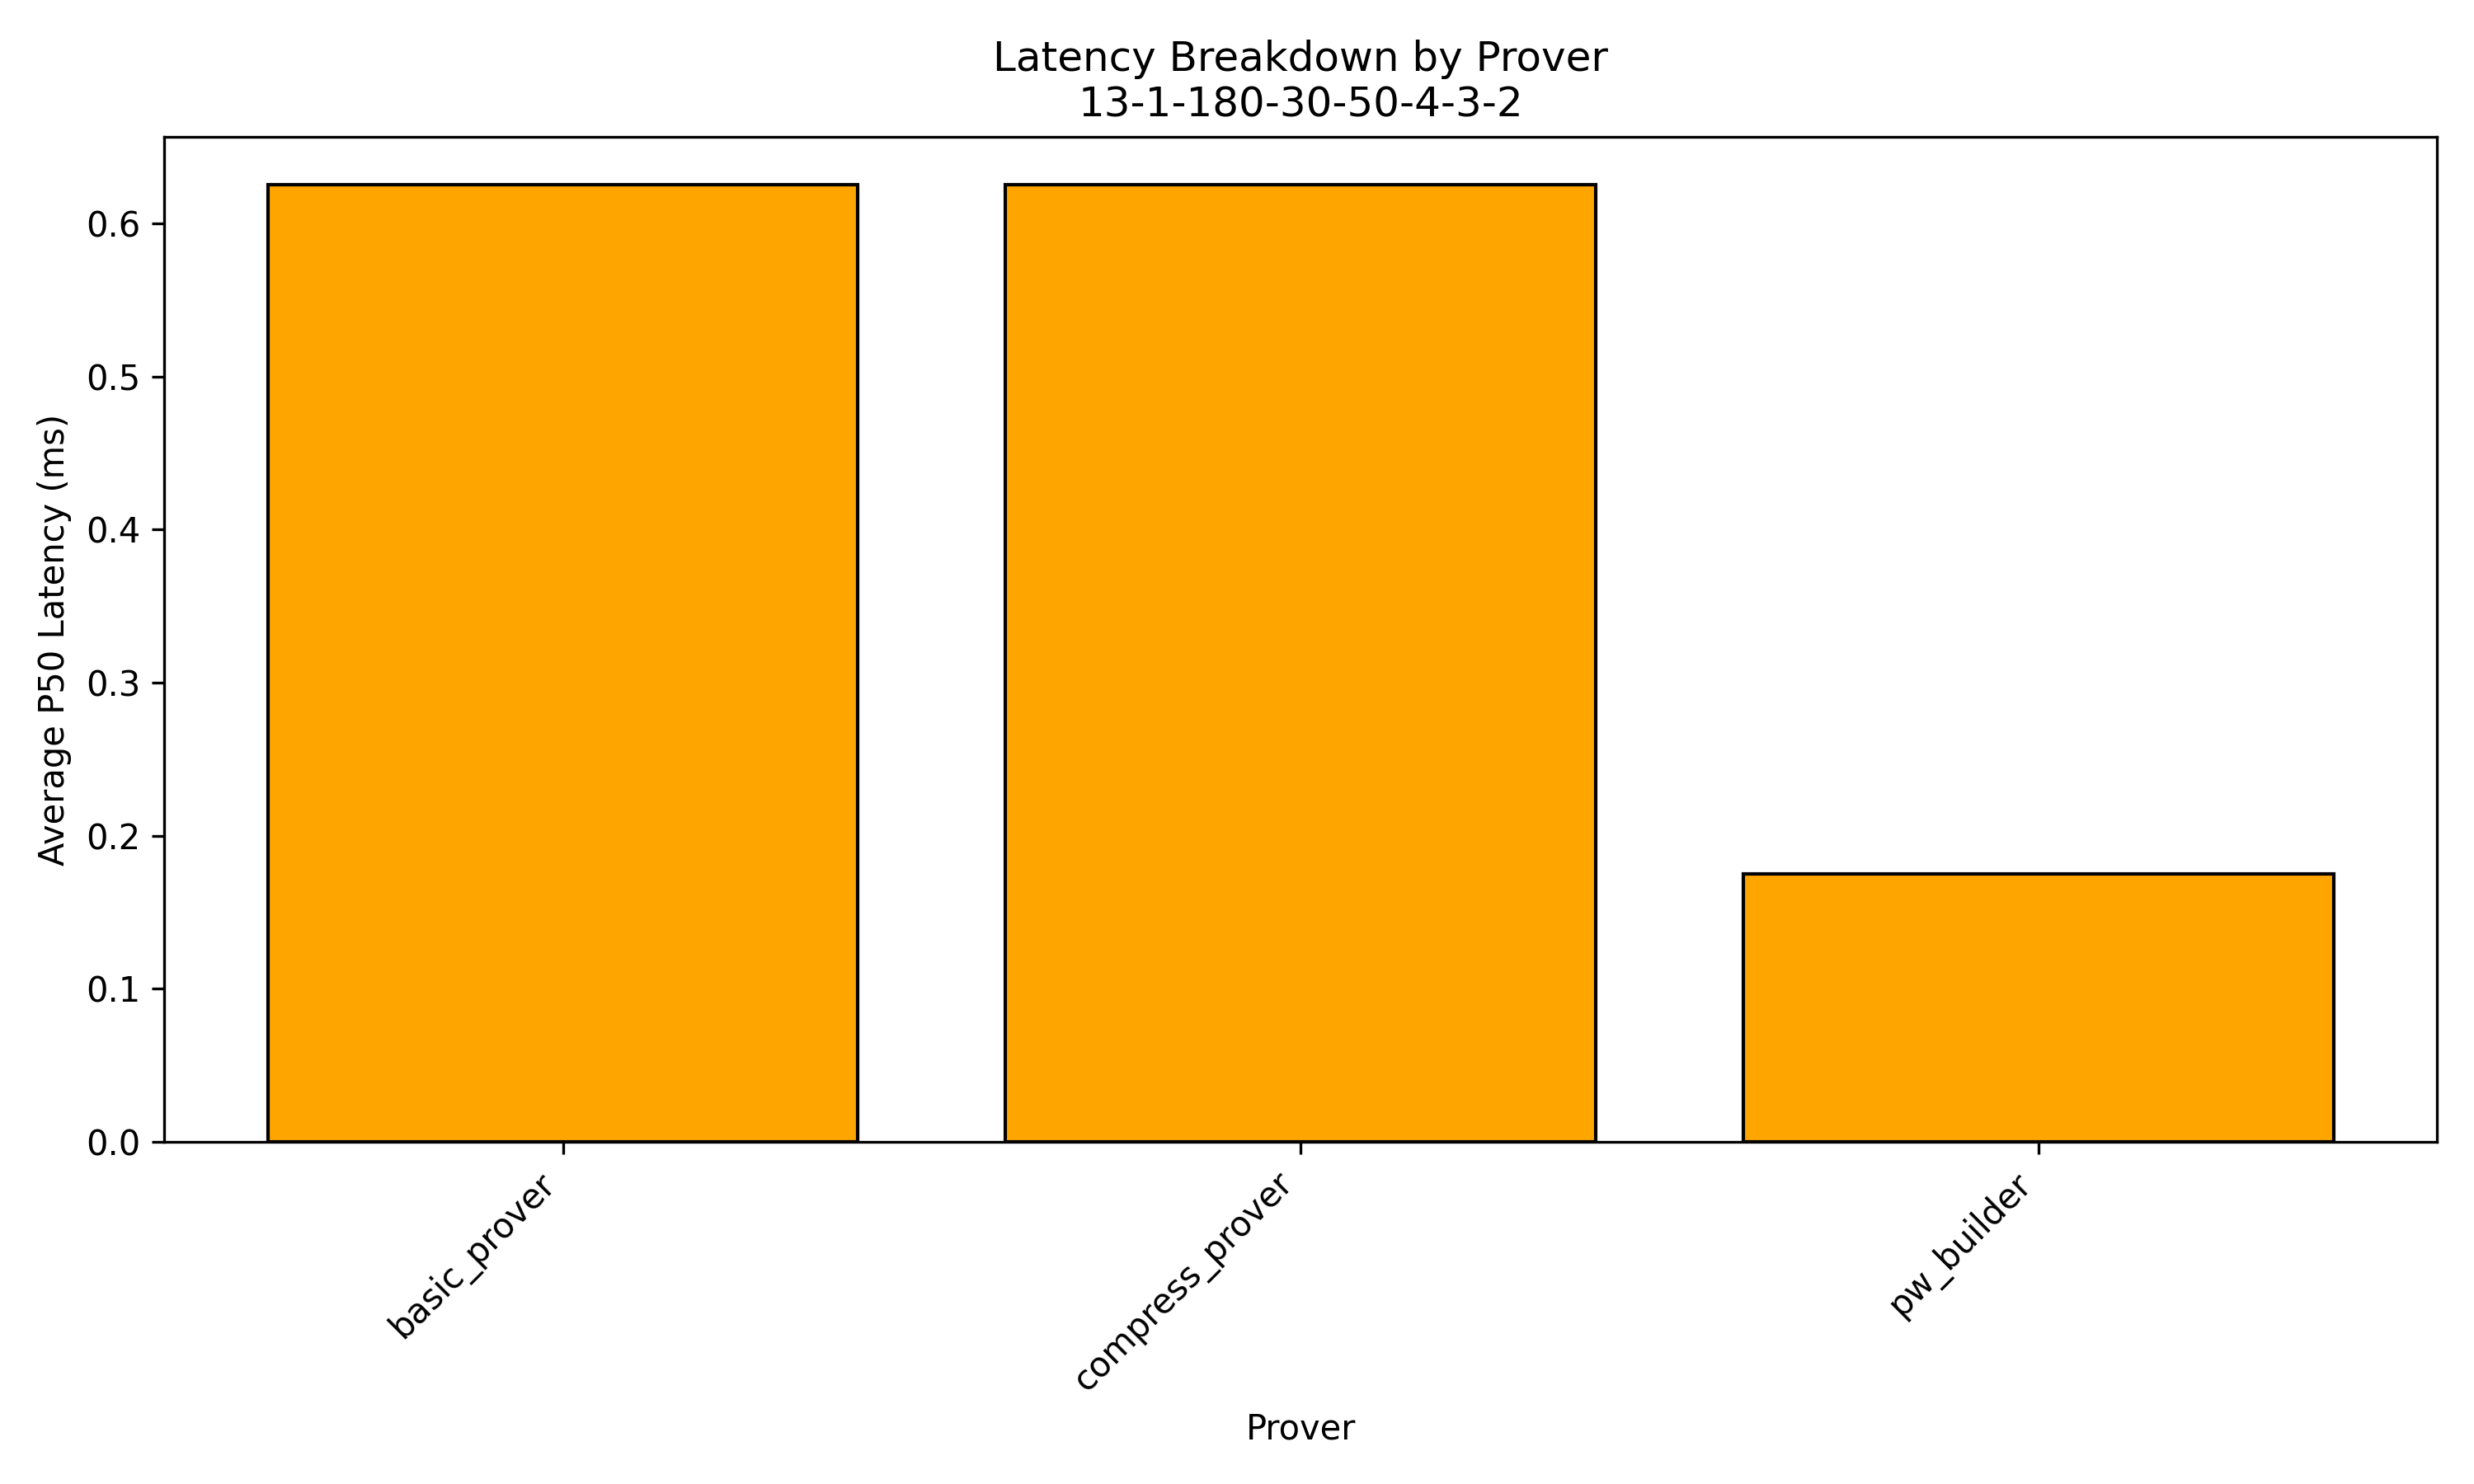 Latency Breakdown by Prover
13-1-180-30-50-4-3-2
Average P50 Latency (ms)
0.6
0.5
0.4
0.3
0.2
0.1
0.0
basic_prover
compress_prover
pw_builder
Prover